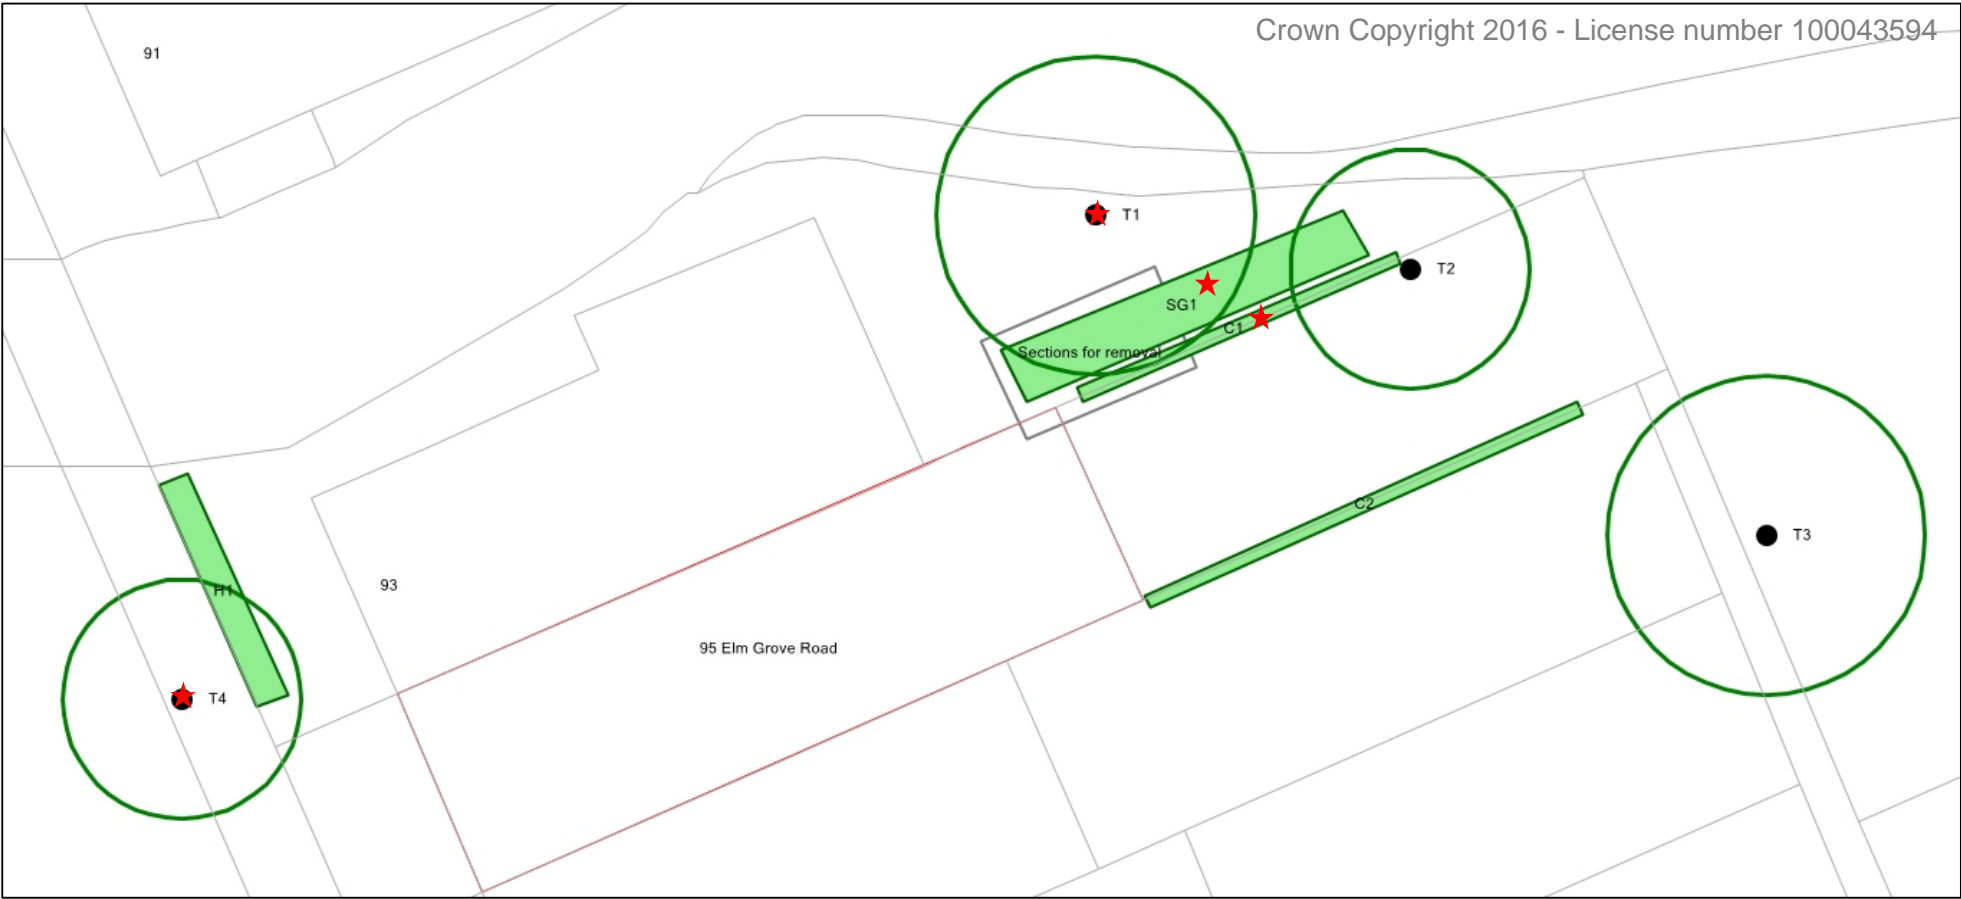 Crown Copyright 2016 - License number 100043594
91
T1
T2
SG1
C1
Sections for removal
C2
T3
H1
93
95 Elm Grove Road
T4